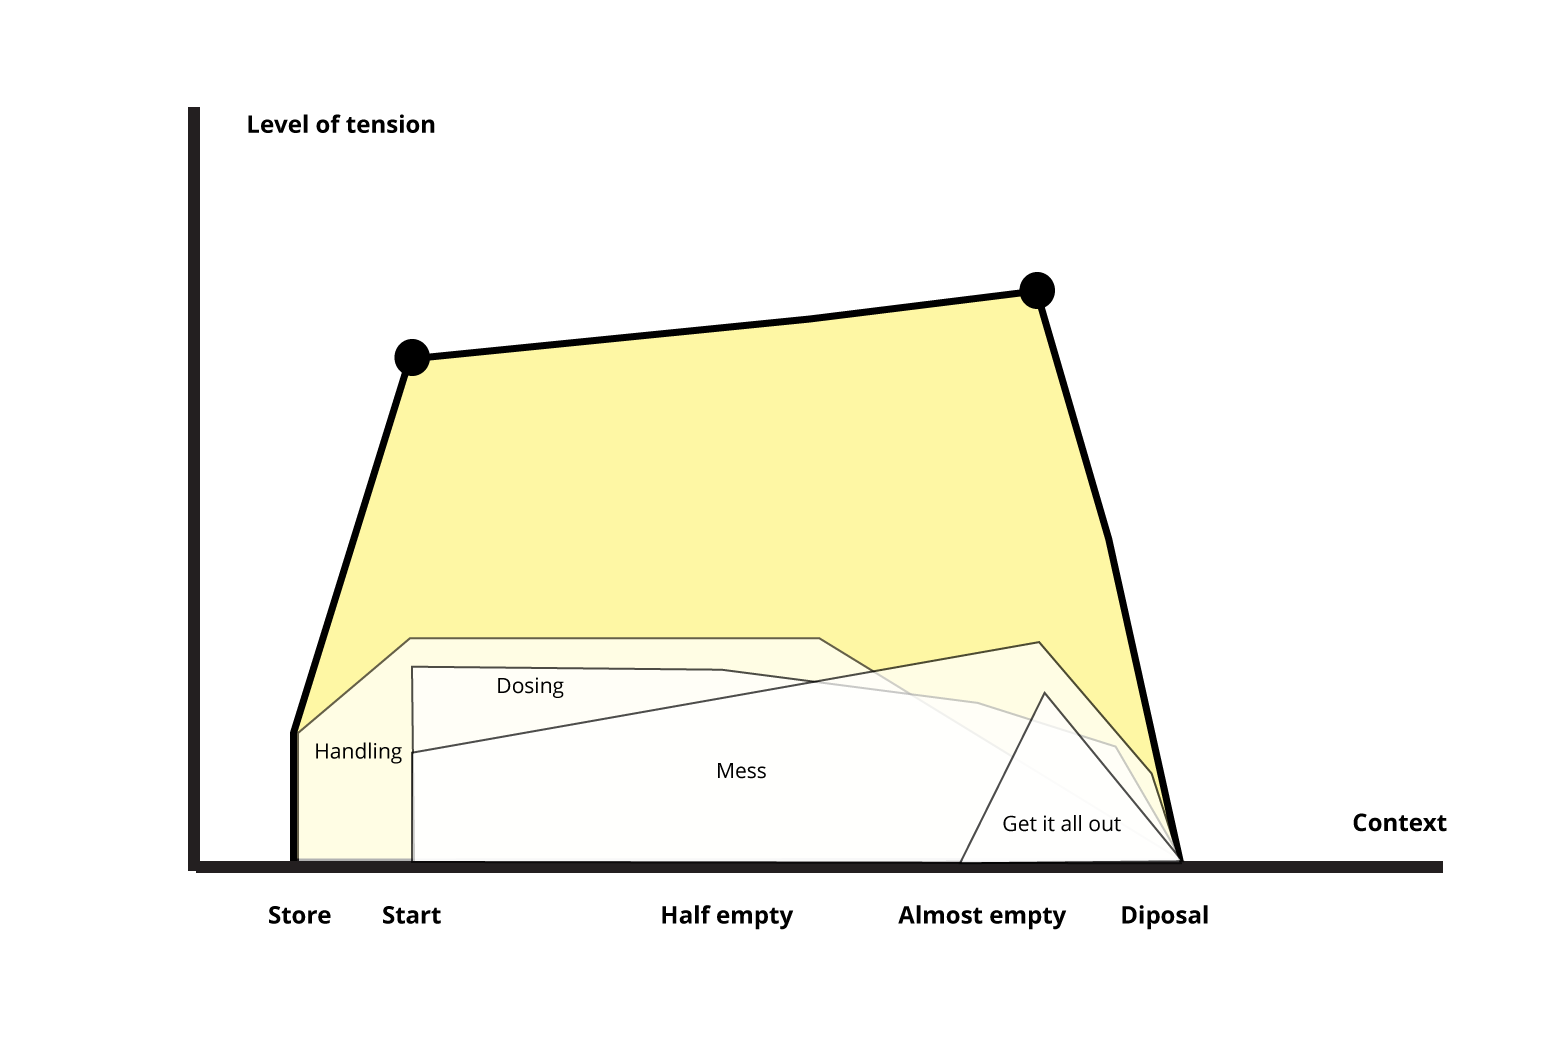 Level of tension
Dosing
Handling
Mess
Get it all out
Context
Store
Start
Half empty
Almost empty
Diposal